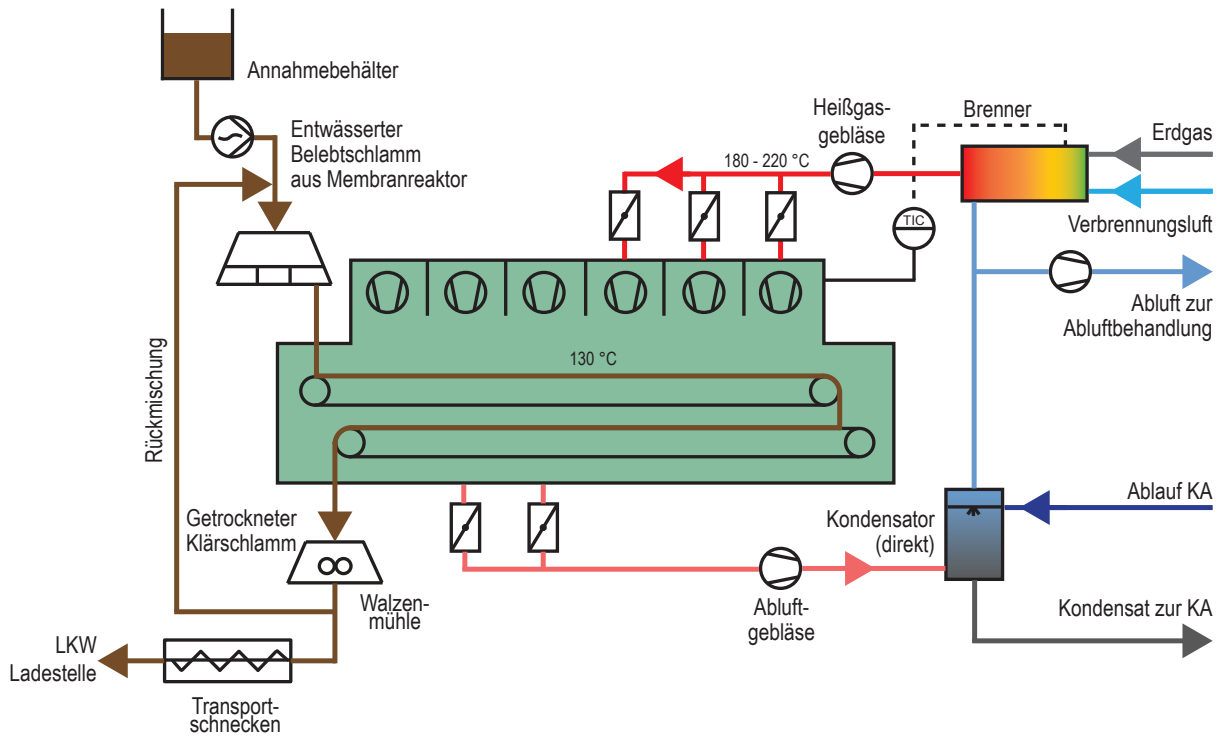 Annahmebehälter
Entwässerter
Belebtschlamm
aus Membranreaktor
Heißgas-
gebläse
Brenner
Erdgas
180 - 220 °C
TIC
Verbrennungsluft
Abluft zur
Abluftbehandlung
130 °C
Rückmischung
Getrockneter
Klärschlamm
Kondensator
(direkt)
Ablauf KA
Walzen-
mühle
Abluft-
gebläse
Kondensat zur KA
LKW
Ladestelle
Transport-
schnecken